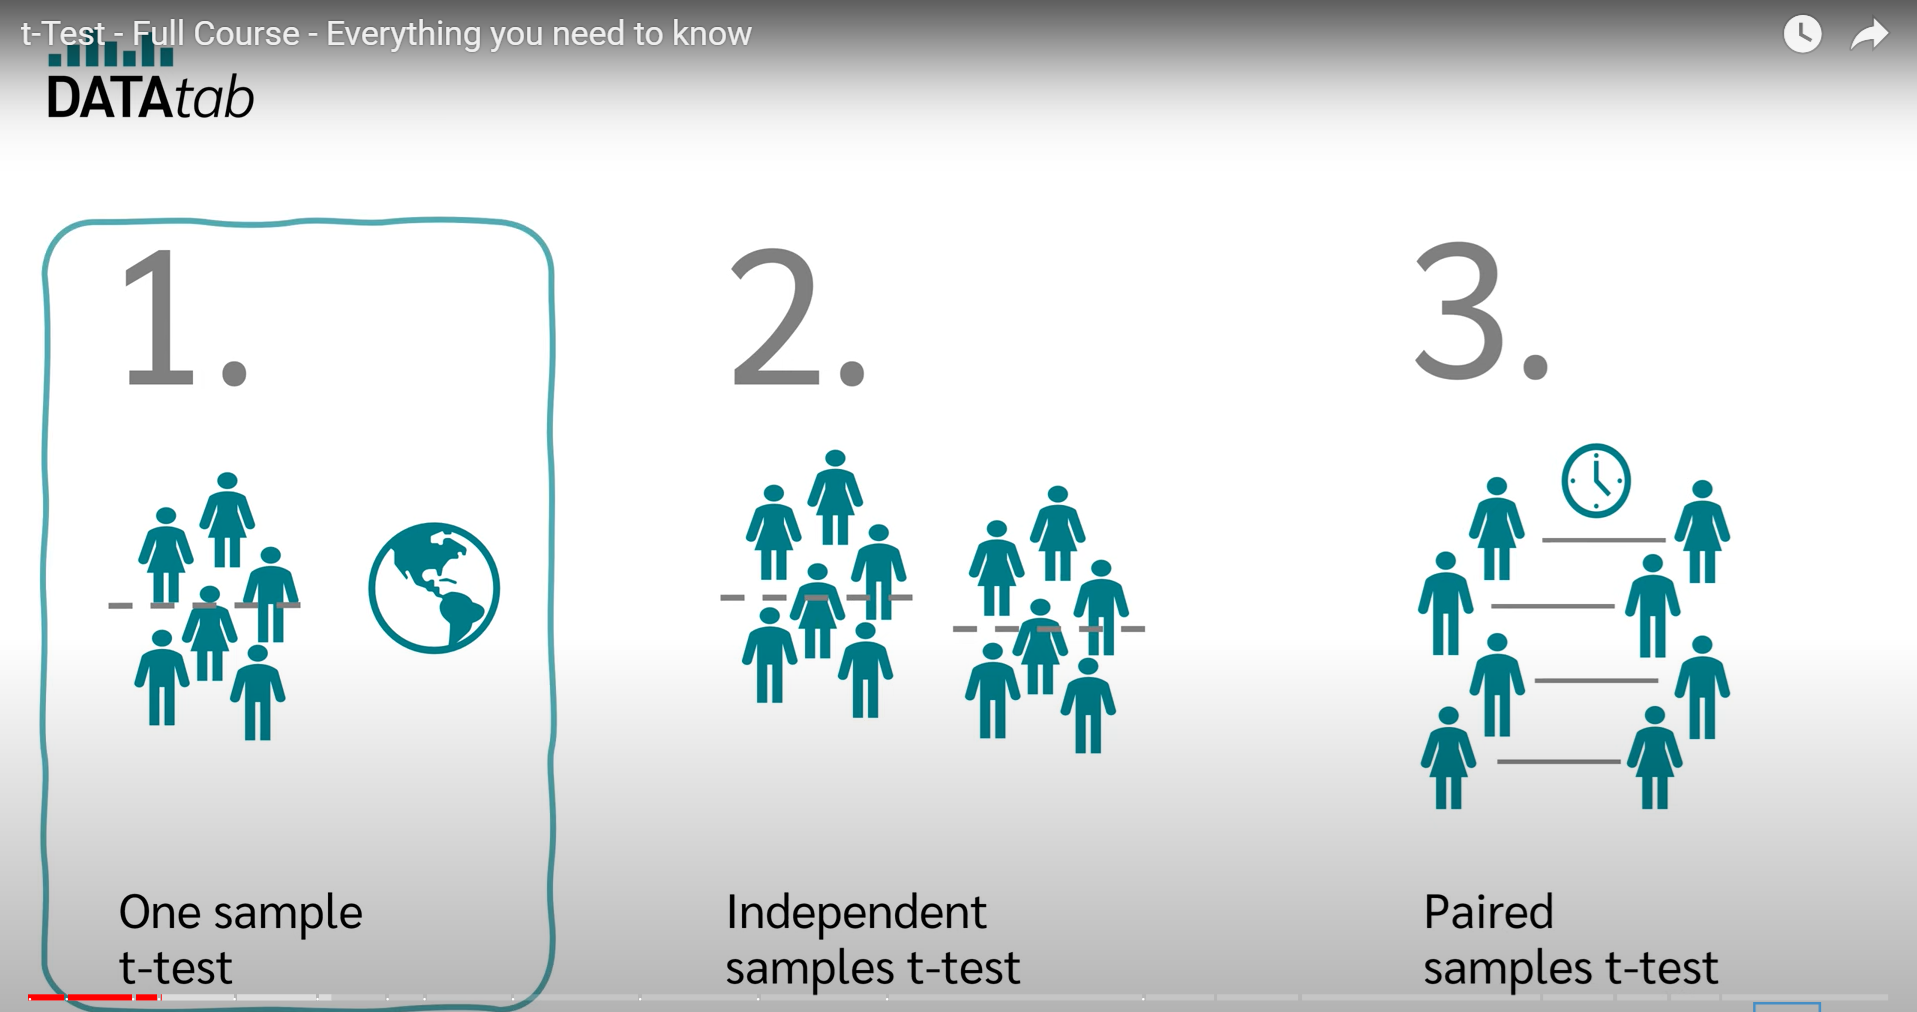 t-Test - Full Course - Everything you need to know
DATAtab
1.
2.
3.
One sample
t-test
Independent
samples t-test
Paired
samples t-test